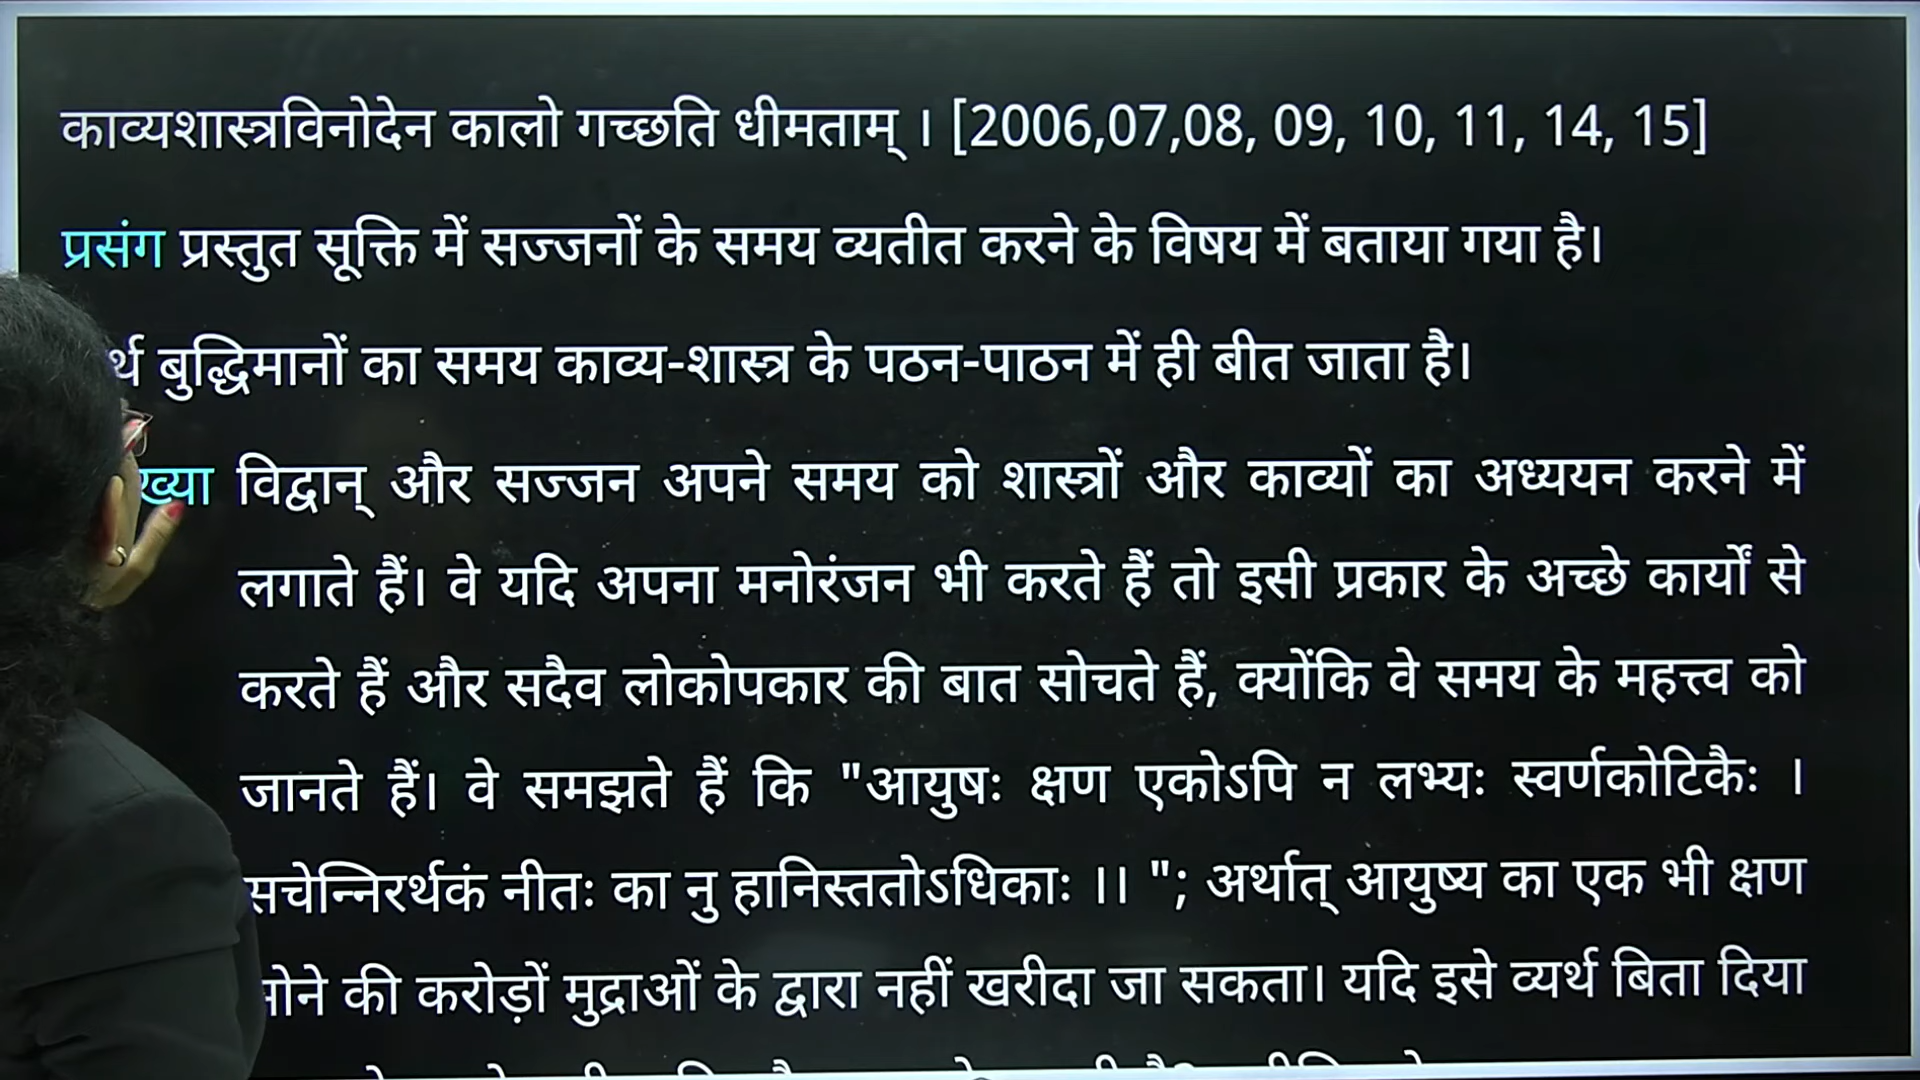 काव्यशास्त्रविनोदेन कालो गच्छति धीमताम् । [2006,07,08, 09, 10, 11, 14, 15]
प्रसंग प्रस्तुत सूक्ति में सज्जनों के समय व्यतीत करने के विषय में बताया गया है।
बुद्धिमानों का समय काव्य-शास्त्र के पठन-पाठन में ही बीत जाता है।
विद्वान् और सज्जन अपने समय को शास्त्रों और काव्यों का अध्ययन करने में
लगाते हैं। वे यदि अपना मनोरंजन भी करते हैं तो इसी प्रकार के अच्छे कार्यों से
करते हैं और सदैव लोकोपकार की बात सोचते हैं, क्योंकि वे समय के महत्त्व को
जानते हैं। वे समझते हैं कि "आयुषः क्षण एकोऽपि न लभ्यः स्वर्णकोटिकैः ।
सचेन्निरर्थकं नीतः का नु हानिस्ततोऽधिकाः ।। "; अर्थात् आयुष्य का एक भी क्षण
की करोड़ों मुद्राओं के द्वारा नहीं खरीदा जा सकता। यदि इसे व्यर्थ बिता दिया